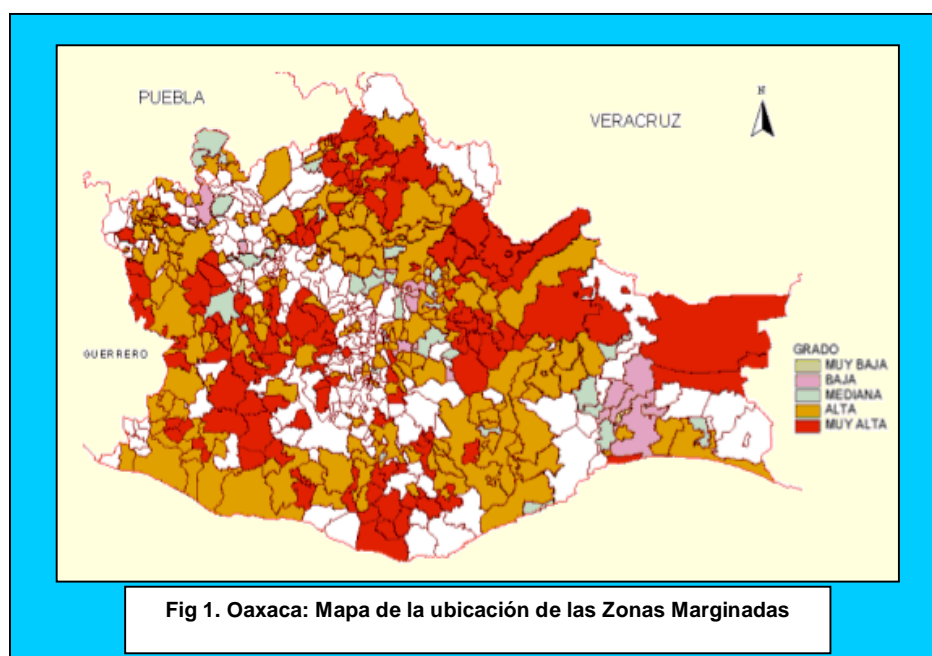 PUEBLA
VERACRUZ
N
GUERRERO
GRADO
MUY BAJA
BAJA
MEDIANA
ALTA
MUY ALTA
Fig 1. Oaxaca: Mapa de la ubicación de las Zonas Marginadas